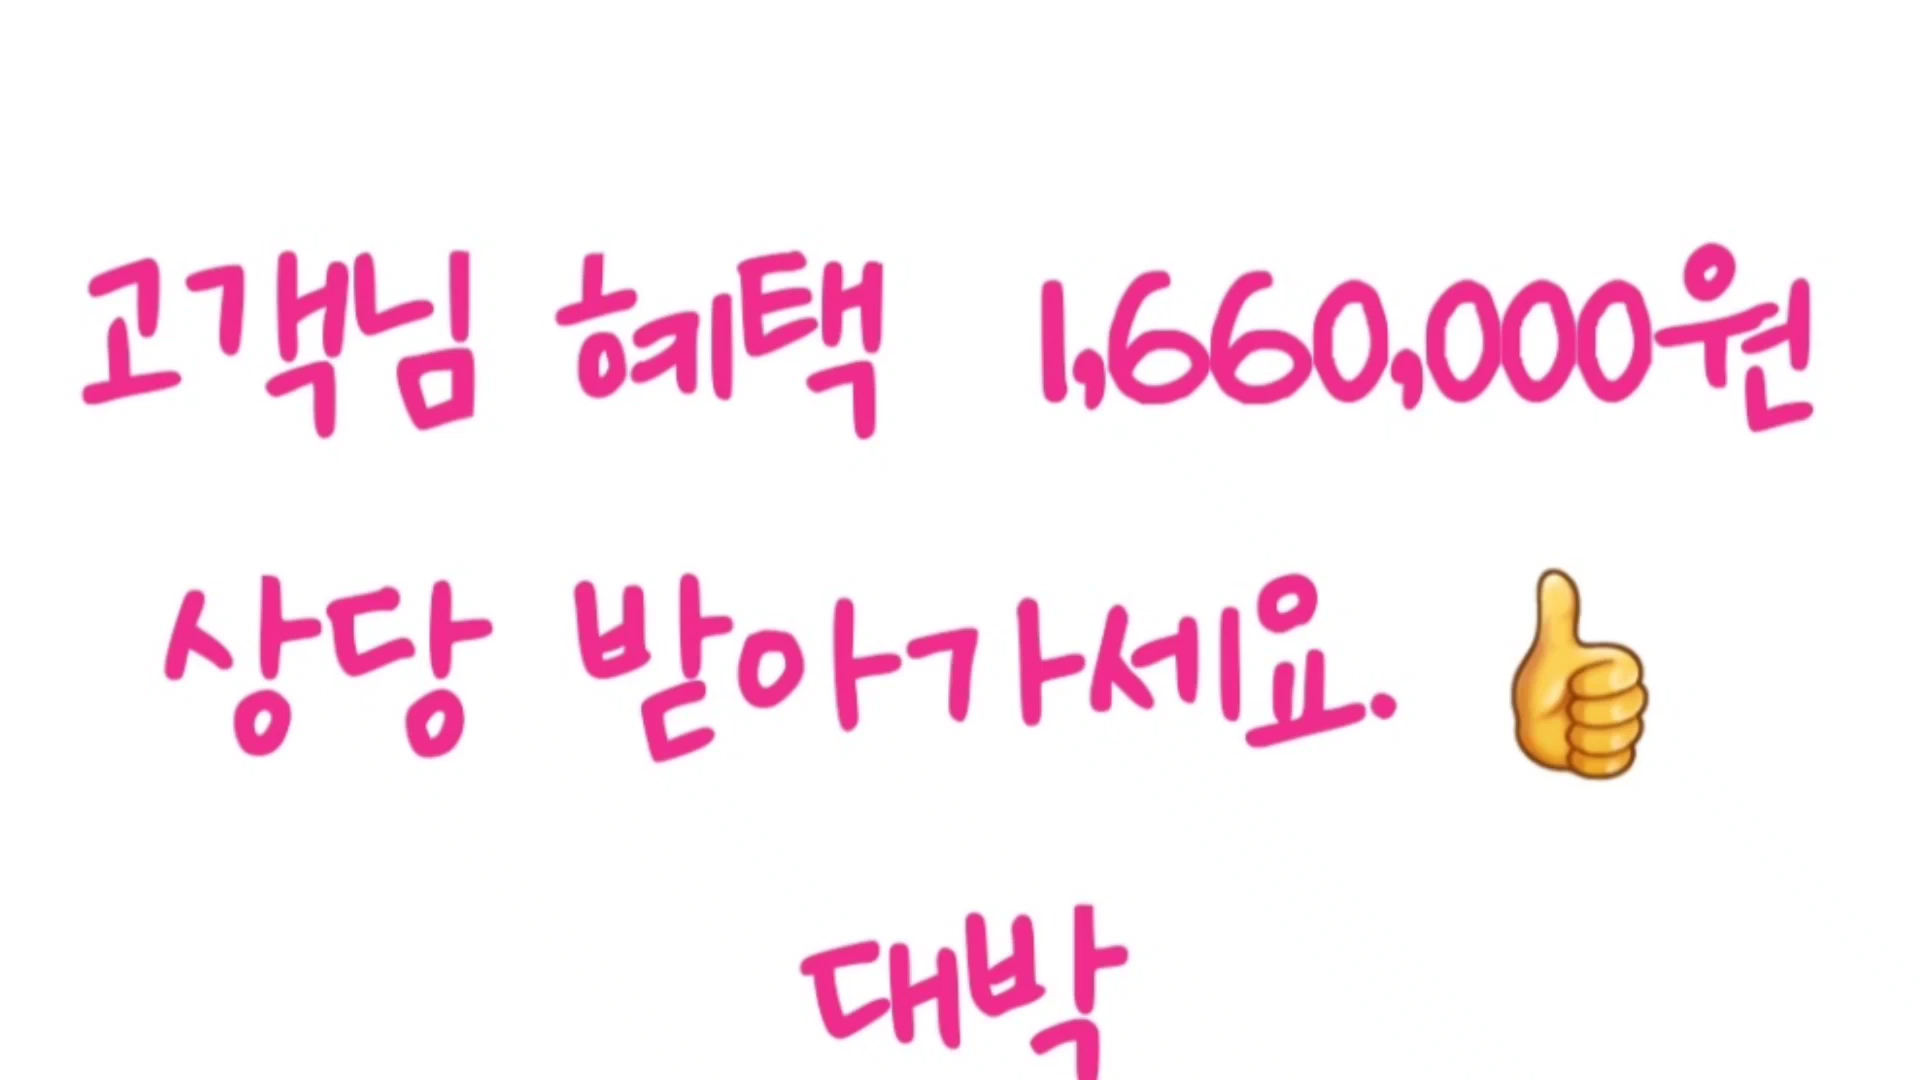 고객님 혜택 1,660,000원
상당 받아가세요. 👍
대박